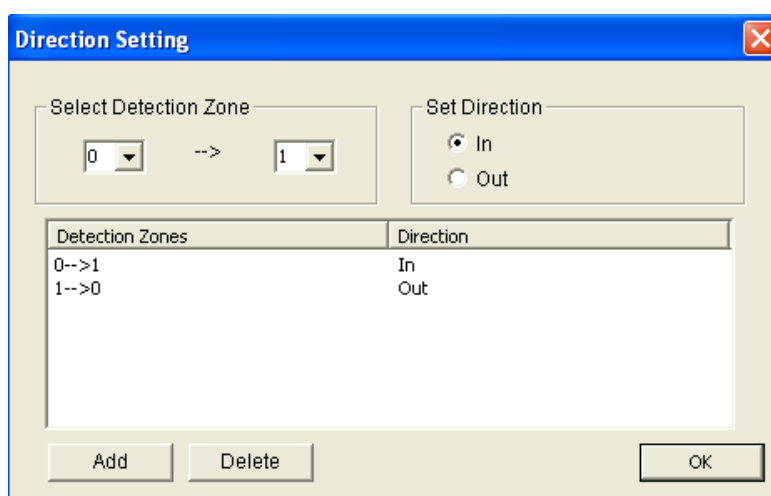 Direction Setting
Select Detection Zone
0 --> 1
Set Direction
In
Out
Detection Zones Direction
0-->1 In
1-->0 Out
Add Delete OK